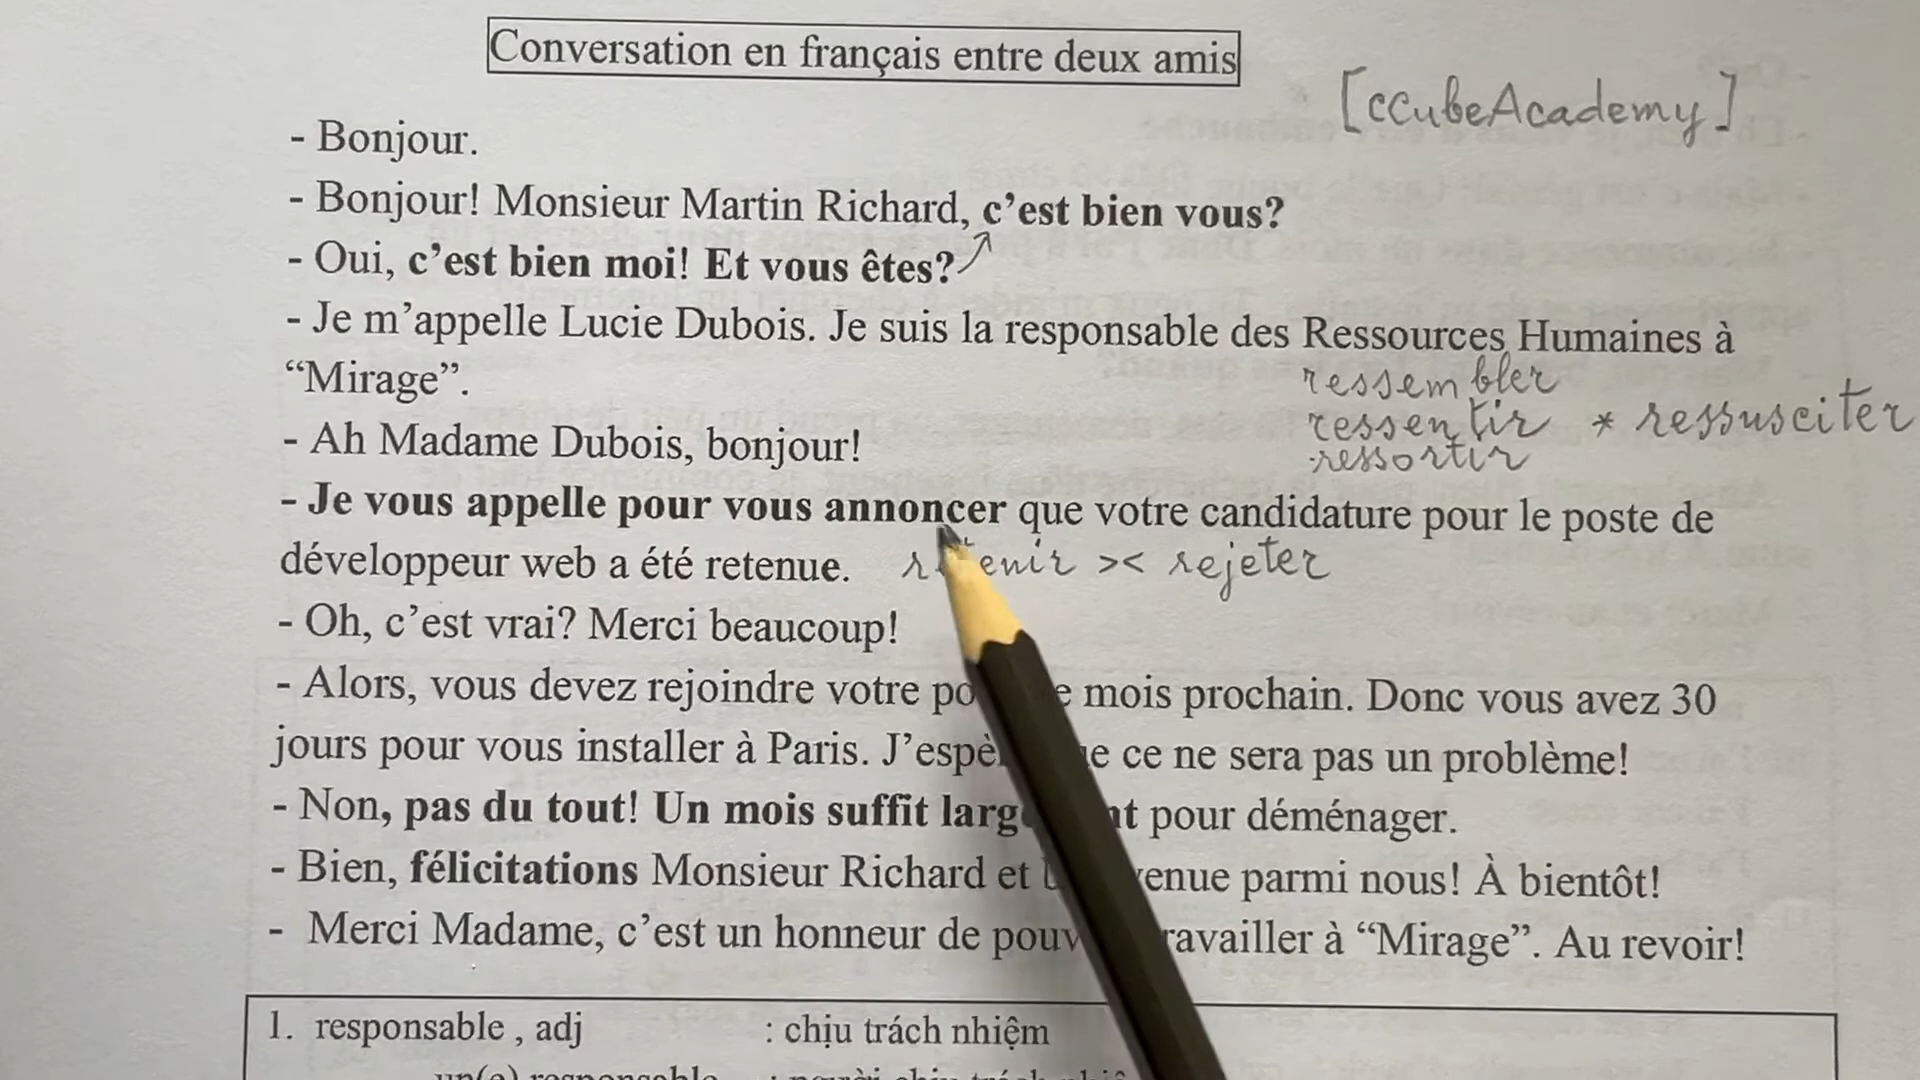 Conversation en français entre deux amis
[ccubeAcademy]
- Bonjour.
- Bonjour! Monsieur Martin Richard, c’est bien vous?
- Oui, c’est bien moi! Et vous êtes?
- Je m’appelle Lucie Dubois. Je suis la responsable des Ressources Humaines à
“Mirage”.
ressembler
ressentir * ressusciter
ressortir
- Ah Madame Dubois, bonjour!
- Je vous appelle pour vous annoncer que votre candidature pour le poste de
développeur web a été retenue.
>< rejeter
- Oh, c’est vrai? Merci beaucoup!
- Alors, vous devez rejoindre votre mois prochain. Donc vous avez 30
jours pour vous installer à Paris. ce ne sera pas un problème!
- Non, pas du tout! Un mois suffit pour déménager.
- Bien, félicitations Monsieur Richard et parmi nous! À bientôt!
- Merci Madame, c’est un honneur de à “Mirage”. Au revoir!
1. responsable , adj : chịu trách nhiệm